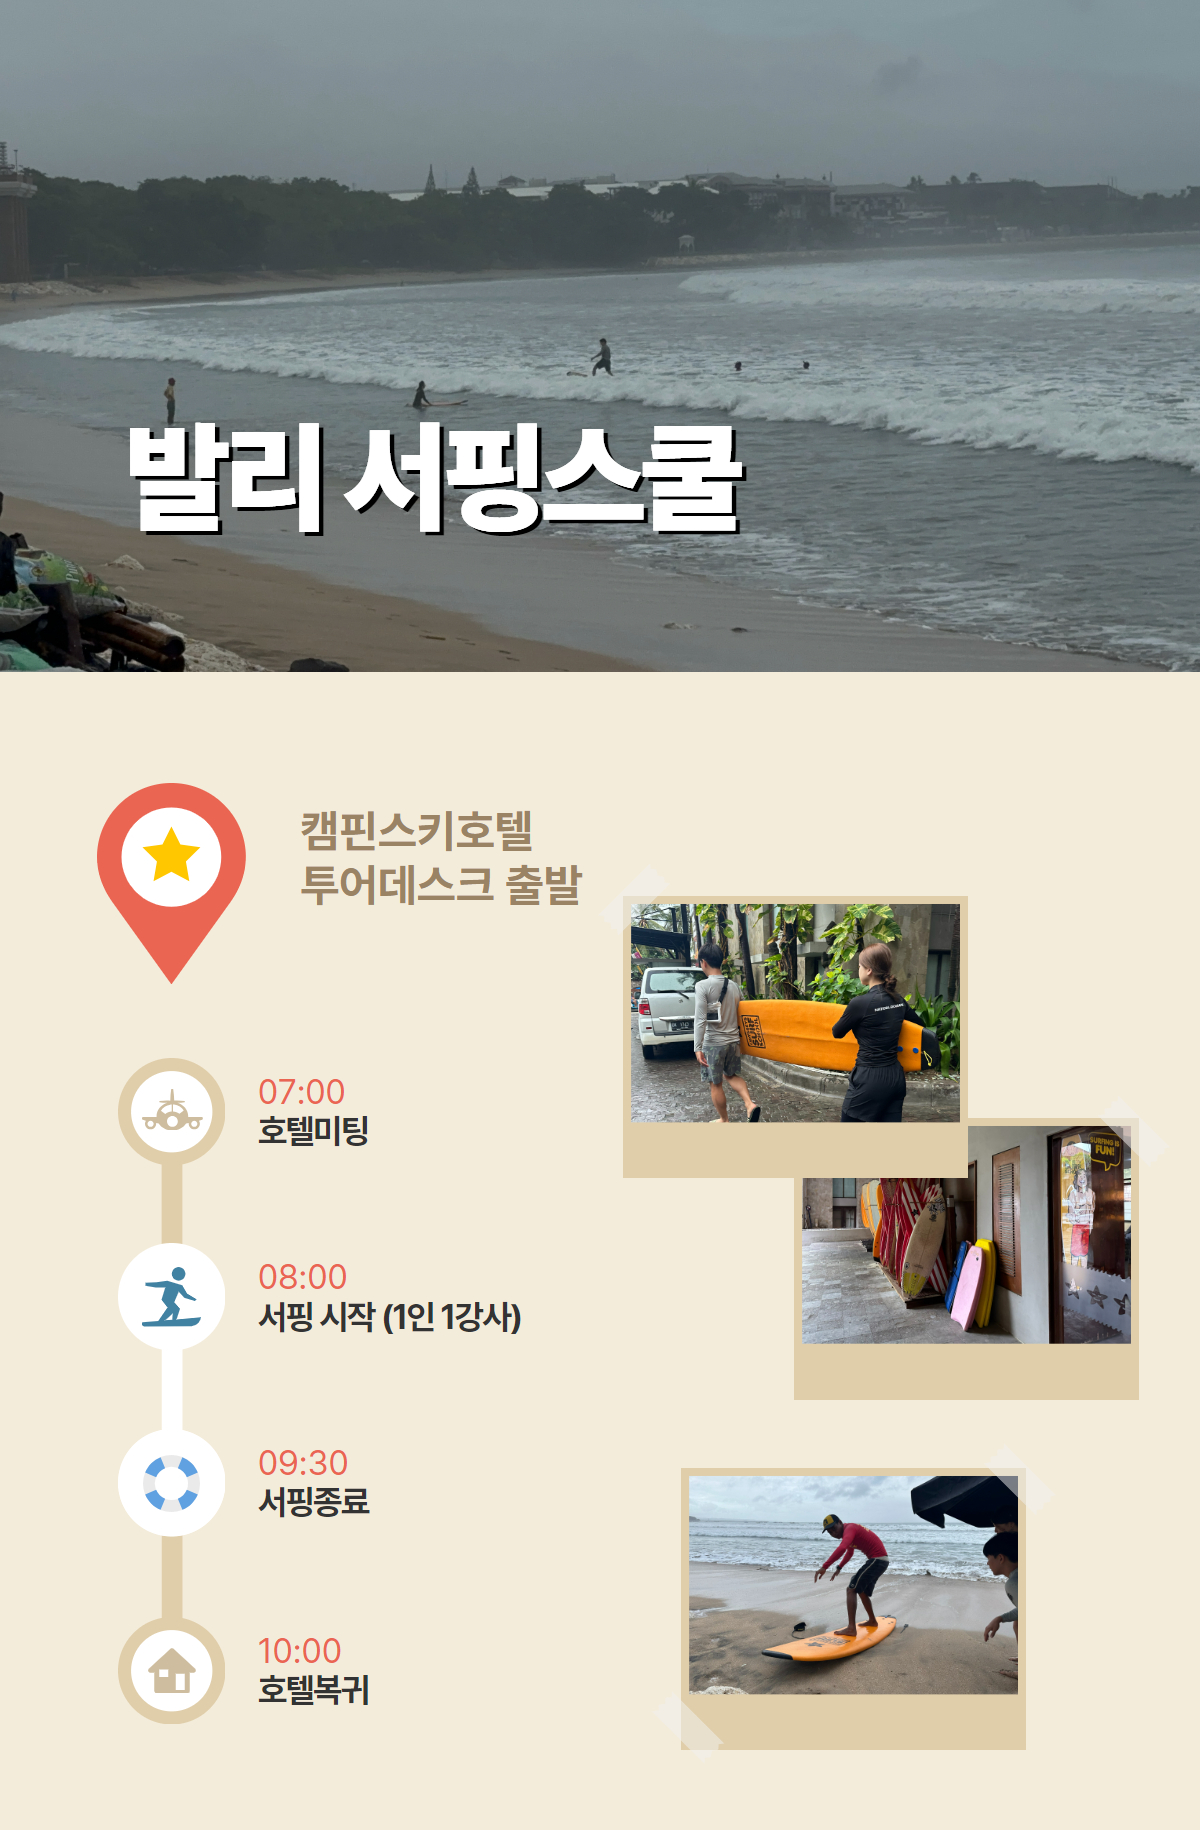 발리 서핑스쿨
캠핀스키호텔
투어데스크 출발
07:00
호텔미팅
08:00
서핑 시작 (1인 1강사)
09:30
서핑종료
10:00
호텔복귀
SURFING IS
FUN!